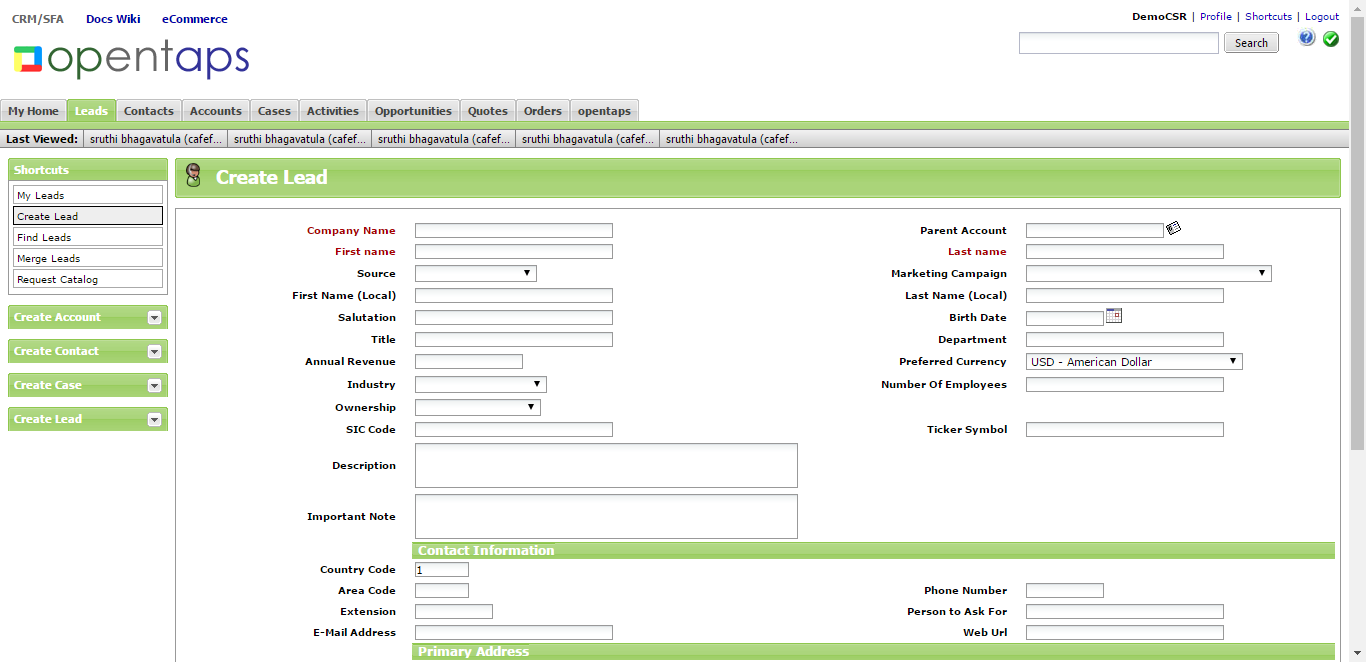 CRM/SFA Docs Wiki eCommerce
DemoCSR | Profile | Shortcuts | Logout
opentaps
Search
My Home Leads Contacts Accounts Cases Activities Opportunities Quotes Orders opentaps
Last Viewed: sruthi bhagavatula (cafef... sruthi bhagavatula (cafef... sruthi bhagavatula (cafef... sruthi bhagavatula (cafef... sruthi bhagavatula (cafef...
Shortcuts
My Leads
Create Lead
Find Leads
Merge Leads
Request Catalog
Create Account
Create Contact
Create Case
Create Lead
Create Lead
Company Name Parent Account
First name Last name
Source Marketing Campaign
First Name (Local) Last Name (Local)
Salutation Birth Date
Title Department
Annual Revenue Preferred Currency USD - American Dollar
Industry Number Of Employees
Ownership
SIC Code Ticker Symbol
Description
Important Note
Contact Information
Country Code 1
Area Code Phone Number
Extension Person to Ask For
E-Mail Address Web Url
Primary Address